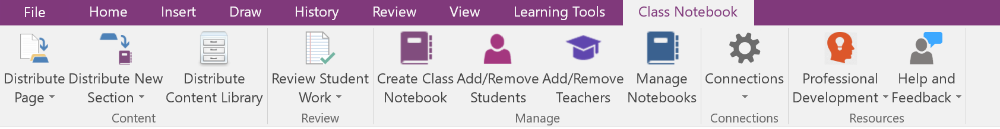 File Home Insert Draw History Review View Learning Tools Class Notebook
Distribute Page
Distribute New Section
Distribute Content Library
Content
Review Student Work
Review
Create Class Notebook
Add/Remove Students
Add/Remove Teachers
Manage Notebooks
Manage
Connections
Connections
Professional Development
Help and Feedback
Resources